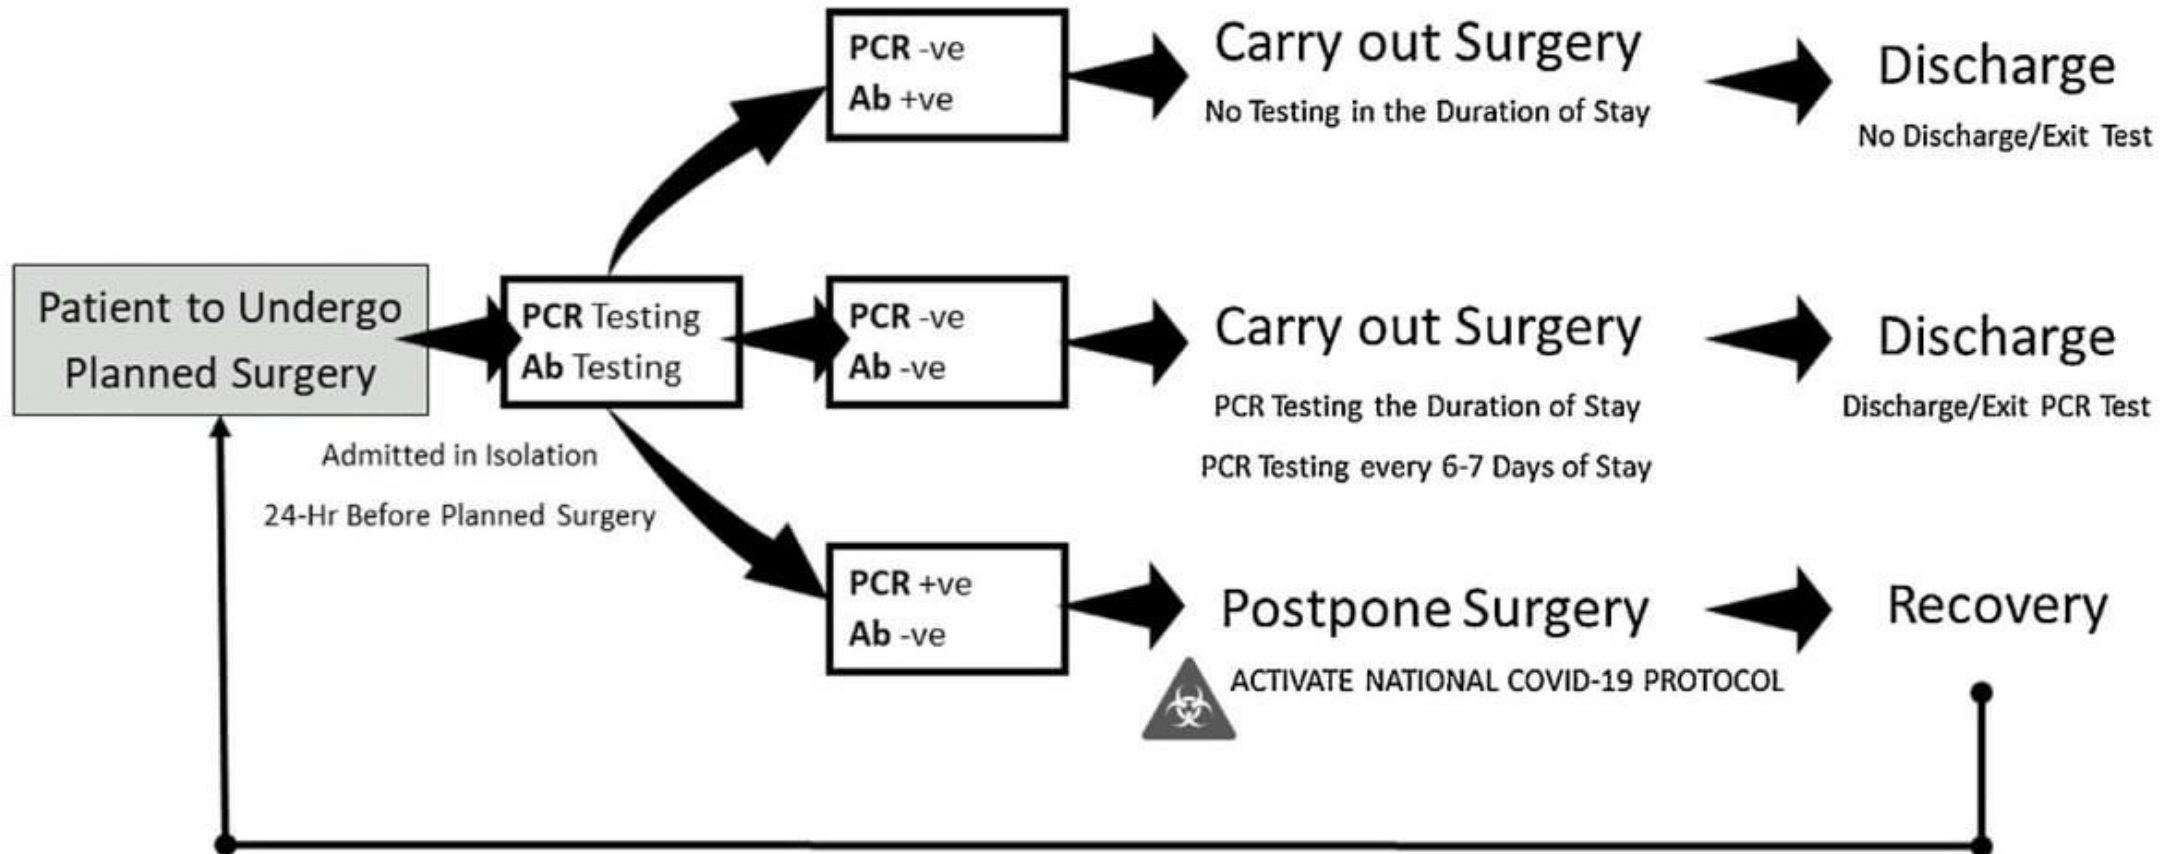 PCR -ve
Ab +ve
Carry out Surgery
No Testing in the Duration of Stay
Discharge
No Discharge/Exit Test
Patient to Undergo
Planned Surgery
PCR Testing
Ab Testing
Admitted in Isolation
24-Hr Before Planned Surgery
PCR -ve
Ab -ve
Carry out Surgery
PCR Testing the Duration of Stay
PCR Testing every 6-7 Days of Stay
Discharge
Discharge/Exit PCR Test
PCR +ve
Ab -ve
Postpone Surgery
ACTIVATE NATIONAL COVID-19 PROTOCOL
Recovery